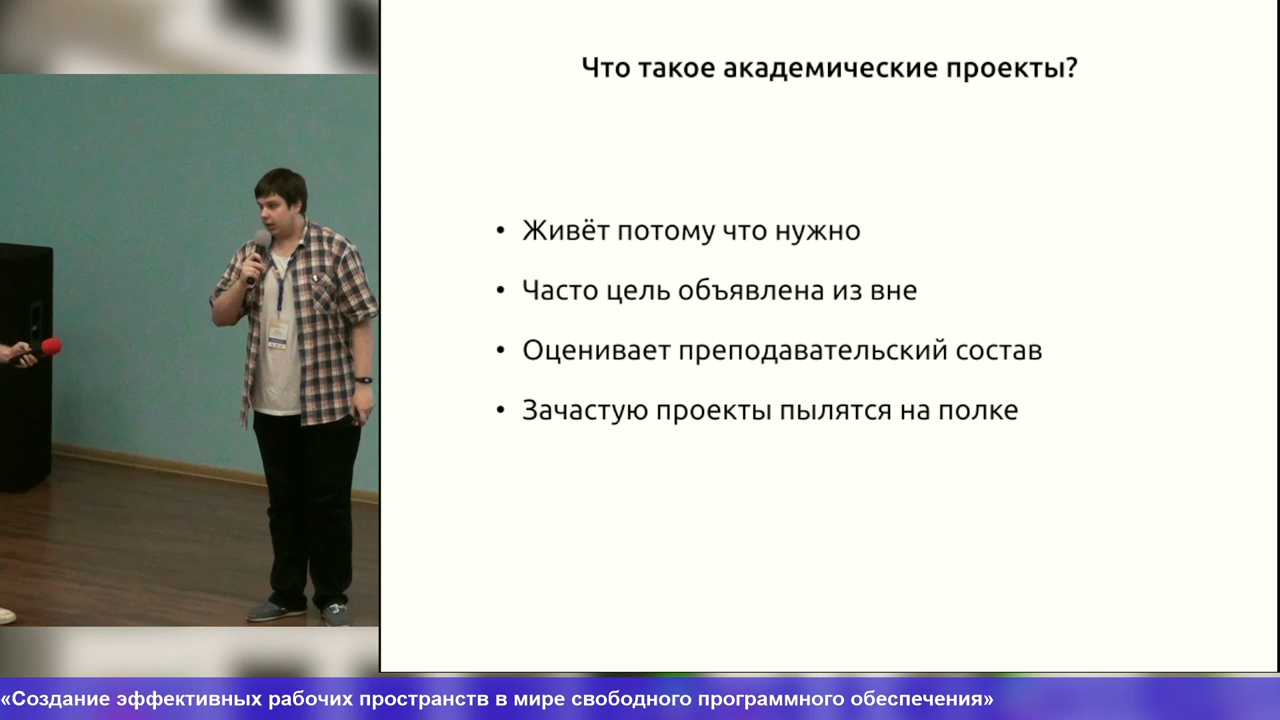 Что такое академические проекты?
• Живёт потому что нужно
• Часто цель объявлена из вне
• Оценивает преподавательский состав
• Зачастую проекты пылятся на полке
«Создание эффективных рабочих пространств в мире свободного программного обеспечения»